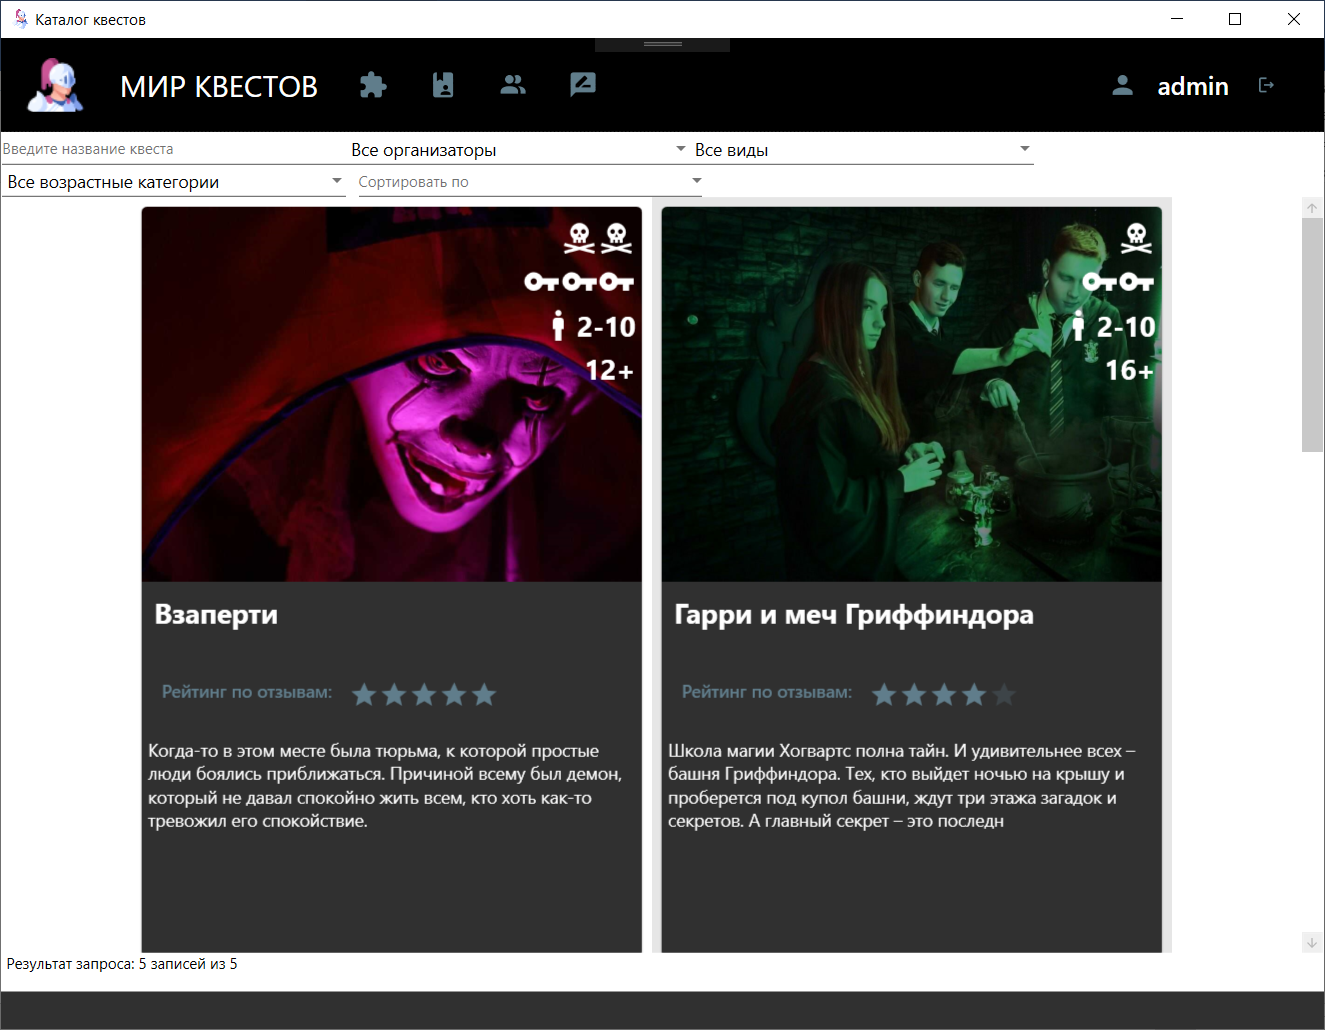 Каталог квестов
МИР КВЕСТОВ
admin
Введите название квеста
Все организаторы
Все виды
Все возрастные категории
Сортировать по
2-10
12+
Взаперти
Рейтинг по отзывам:
Когда-то в этом месте была тюрьма, к которой простые
люди боялись приближаться. Причиной всему был демон,
который не давал спокойно жить всем, кто хоть как-то
тревожил его спокойствие.
2-10
16+
Гарри и меч Гриффиндора
Рейтинг по отзывам:
Школа магии Хогвартс полна тайн. И удивительнее всех –
башня Гриффиндора. Тех, кто выйдет ночью на крышу и
проберется под купол башни, ждут три этажа загадок и
секретов. А главный секрет – это последн
Результат запроса: 5 записей из 5